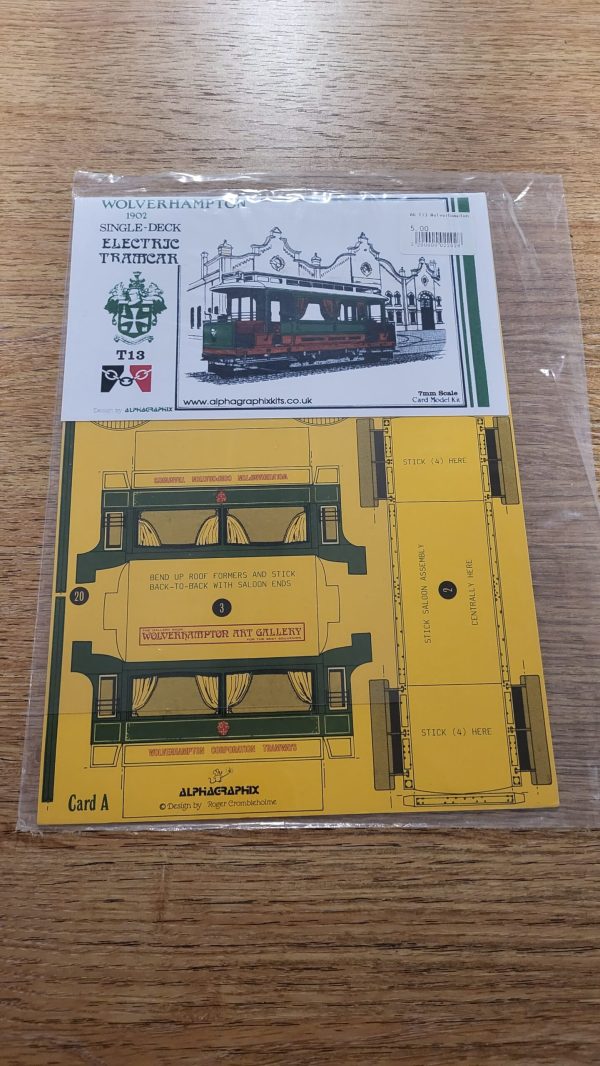 WOLVERHAMPTON
1902
SINGLE-DECK
ELECTRIC
TRAMCAR
T13
Design by ALPHAGRAPHIX
5.00
www.alphagraphixkits.co.uk
7mm Scale
Card Model Kit
WOLVERHAMPTON CORPORATION TRAMWAYS
BEND UP ROOF FORMERS AND STICK
BACK-TO-BACK WITH SALOON ENDS
20
3
WOLVERHAMPTON ART GALLERY
WOLVERHAMPTON CORPORATION TRAMWAYS
ALPHAGRAPHIX
© Design by Roger Crombleholme
Card A
STICK (4) HERE
STICK SALOON ASSEMBLY
2
CENTRALLY HERE
STICK (4) HERE